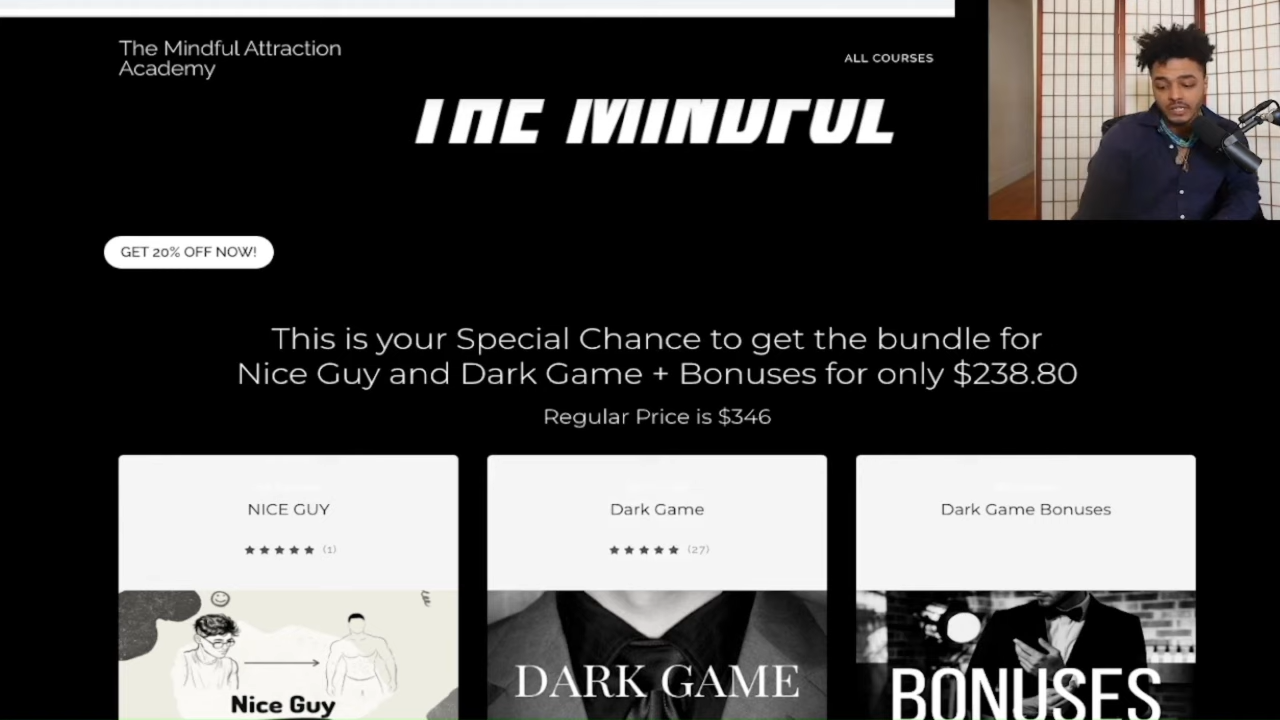 The Mindful Attraction
Academy
ALL COURSES
THE MINDFUL
GET 20% OFF NOW!
This is your Special Chance to get the bundle for
Nice Guy and Dark Game + Bonuses for only $238.80
Regular Price is $346
NICE GUY
(1)
Dark Game
(27)
Dark Game Bonuses
Nice Guy
DARK GAME
BONUSES